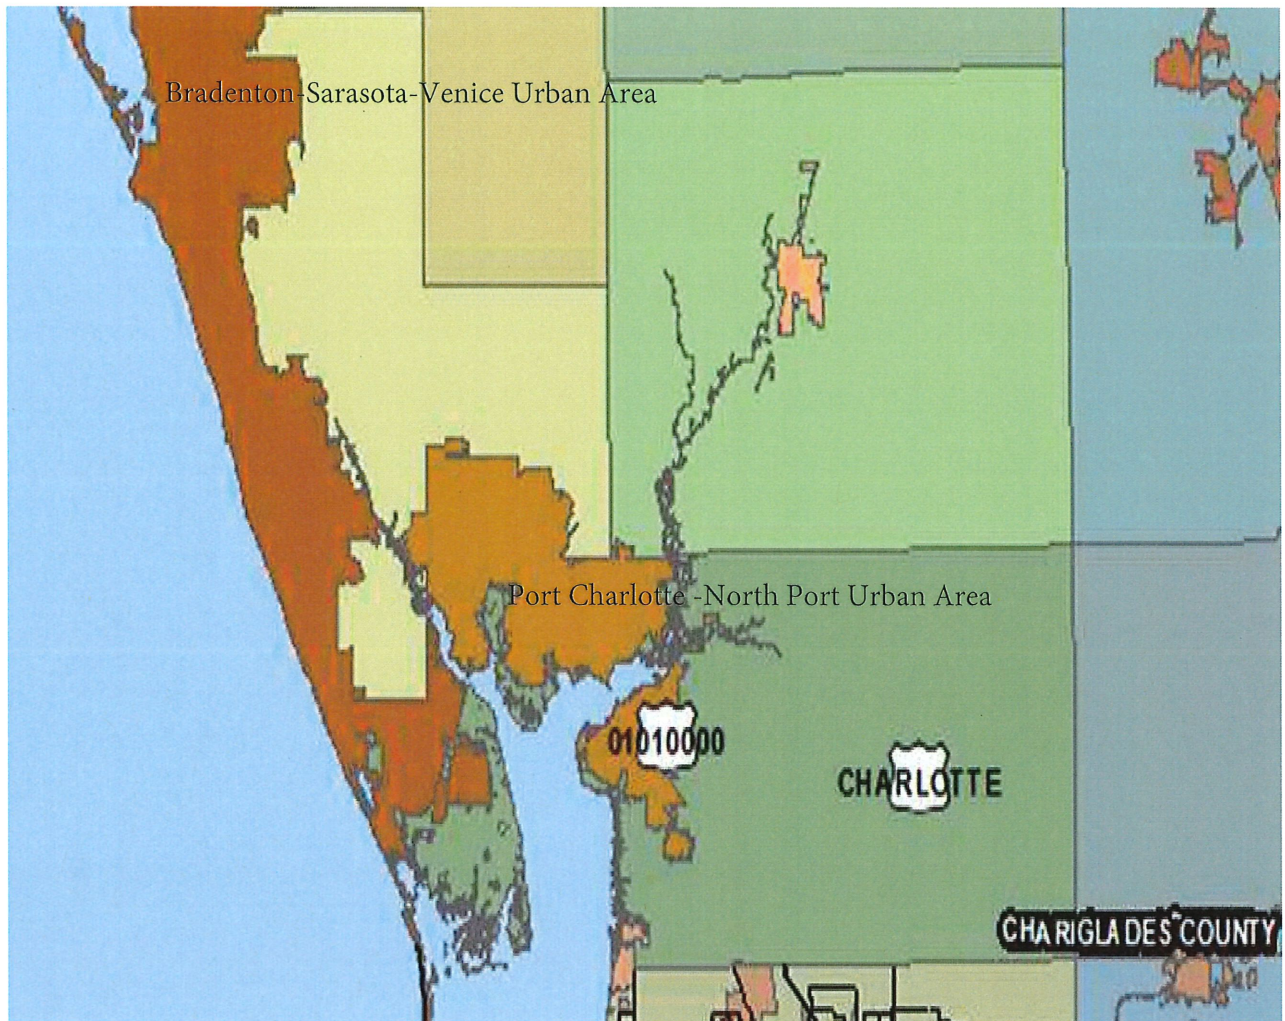 Bradenton-Sarasota-Venice Urban Area
Port Charlotte -North Port Urban Area
01010000
CHARLOTTE
CHARIGLADES COUNTY